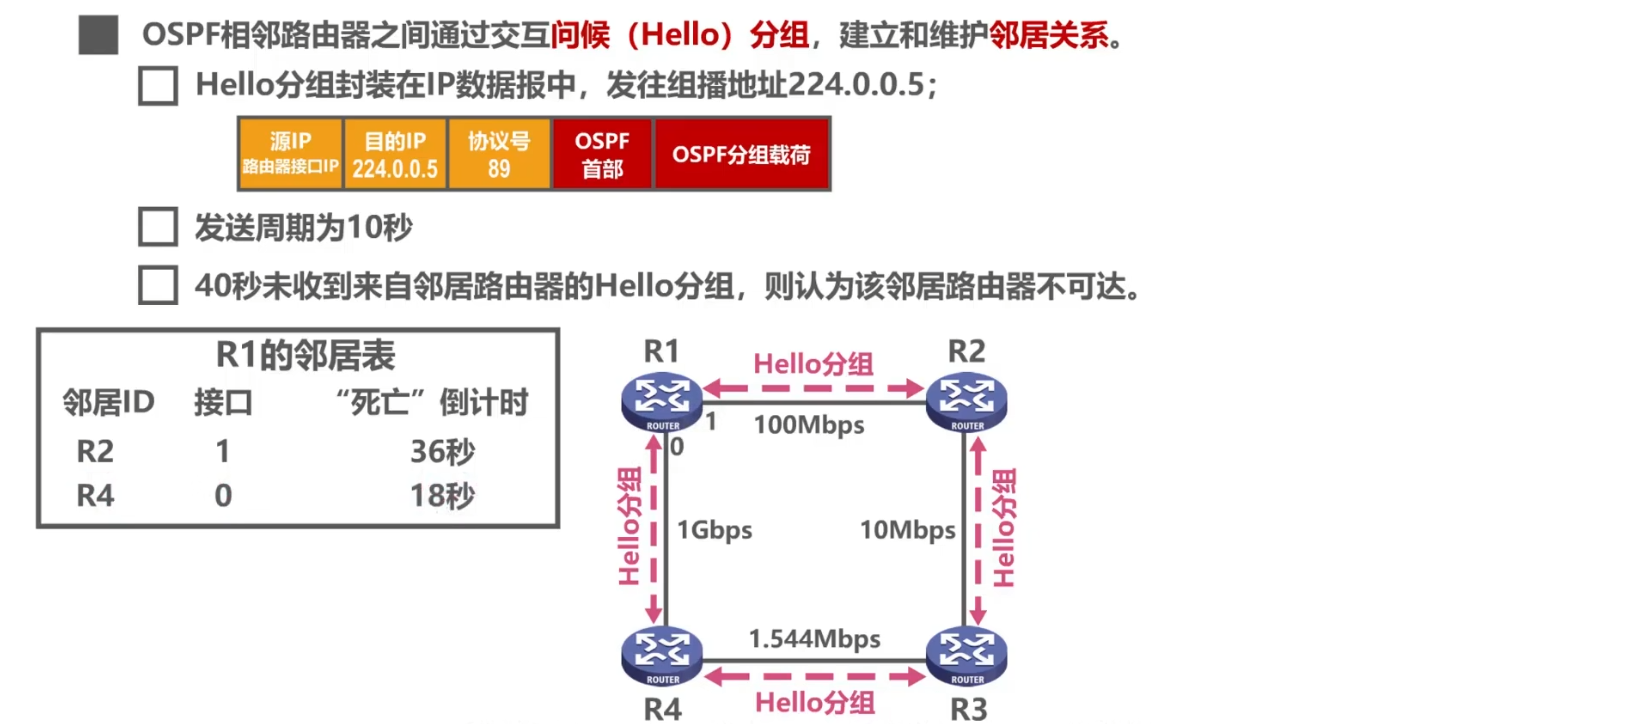 OSPF相邻路由器之间通过交互问候（Hello）分组，建立和维护邻居关系。
Hello分组封装在IP数据报中，发往组播地址224.0.0.5；
源IP 目的IP 协议号 OSPF OSPF分组载荷
路由器接口IP 224.0.0.5 89 首部
发送周期为10秒
40秒未收到来自邻居路由器的Hello分组，则认为该邻居路由器不可达。
R1的邻居表
邻居ID 接口 “死亡”倒计时
R2 1 36秒
R4 0 18秒
R1 Hello分组 R2
ROUTER 1 100Mbps ROUTER
0
Hello分组 1Gbps 10Mbps Hello分组
1.544Mbps
ROUTER ROUTER
R4 Hello分组 R3